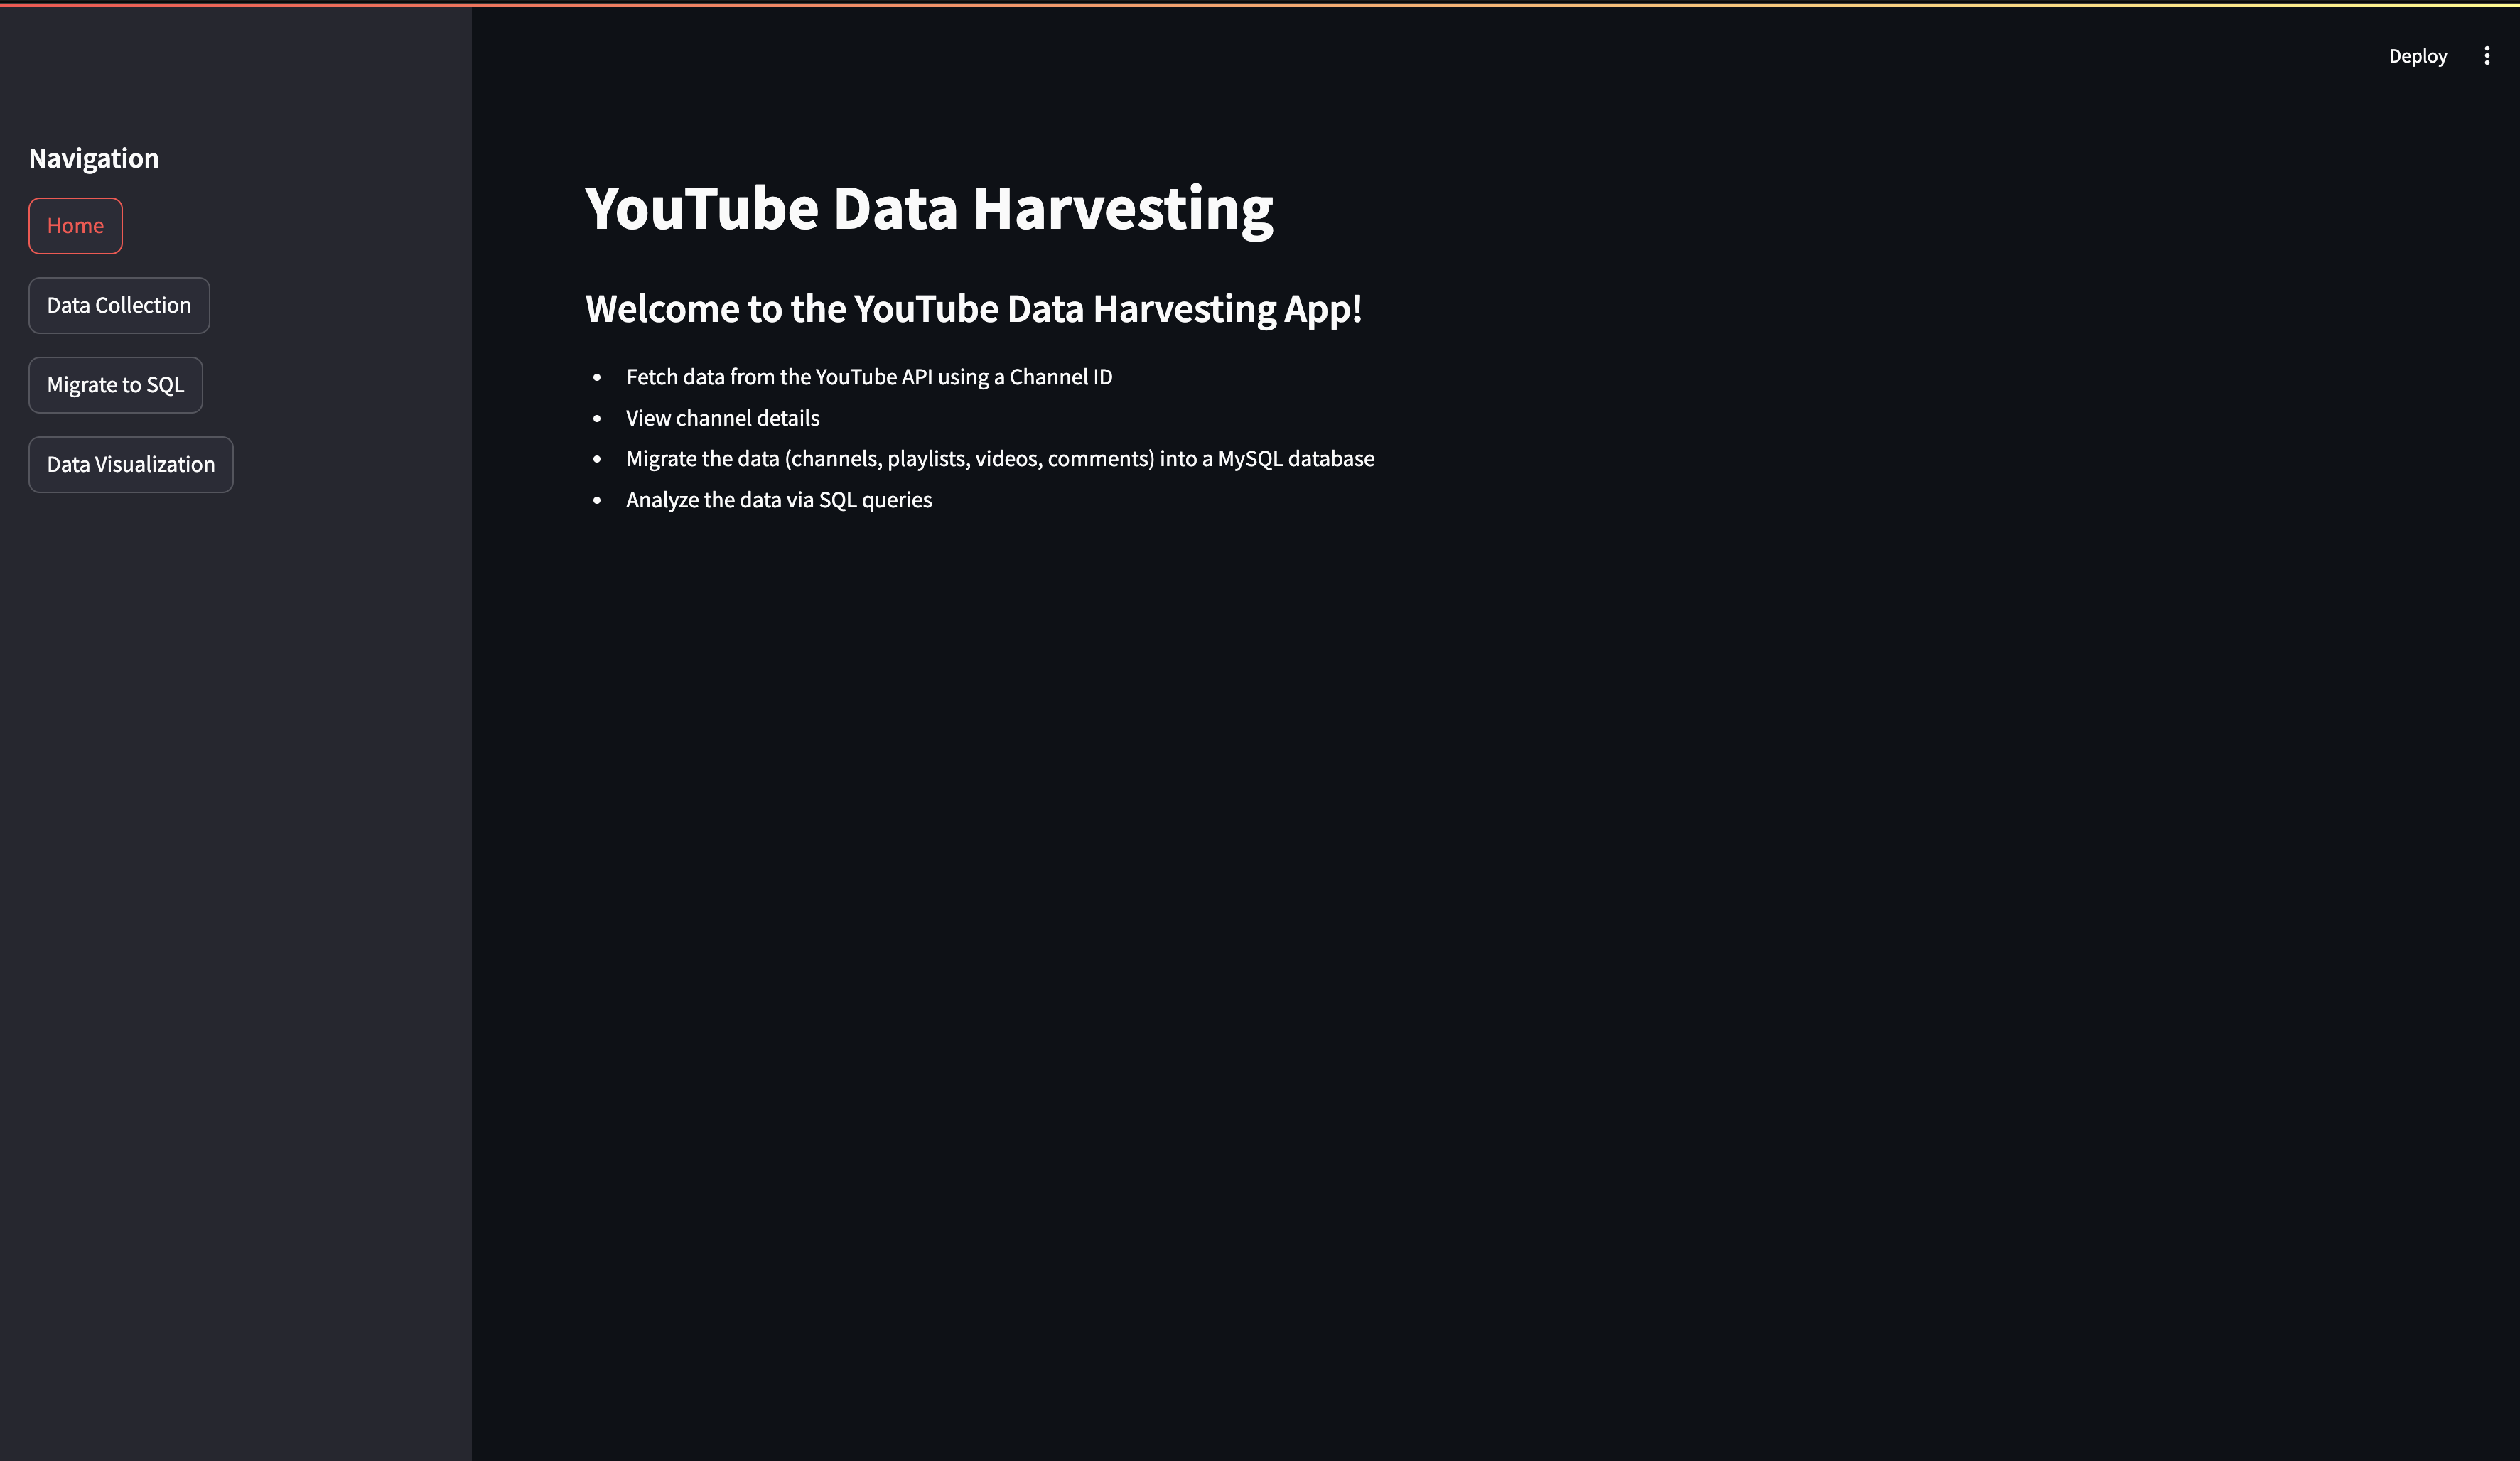 Deploy
Navigation
Home
Data Collection
Migrate to SQL
Data Visualization
YouTube Data Harvesting
Welcome to the YouTube Data Harvesting App!
• Fetch data from the YouTube API using a Channel ID
• View channel details
• Migrate the data (channels, playlists, videos, comments) into a MySQL database
• Analyze the data via SQL queries